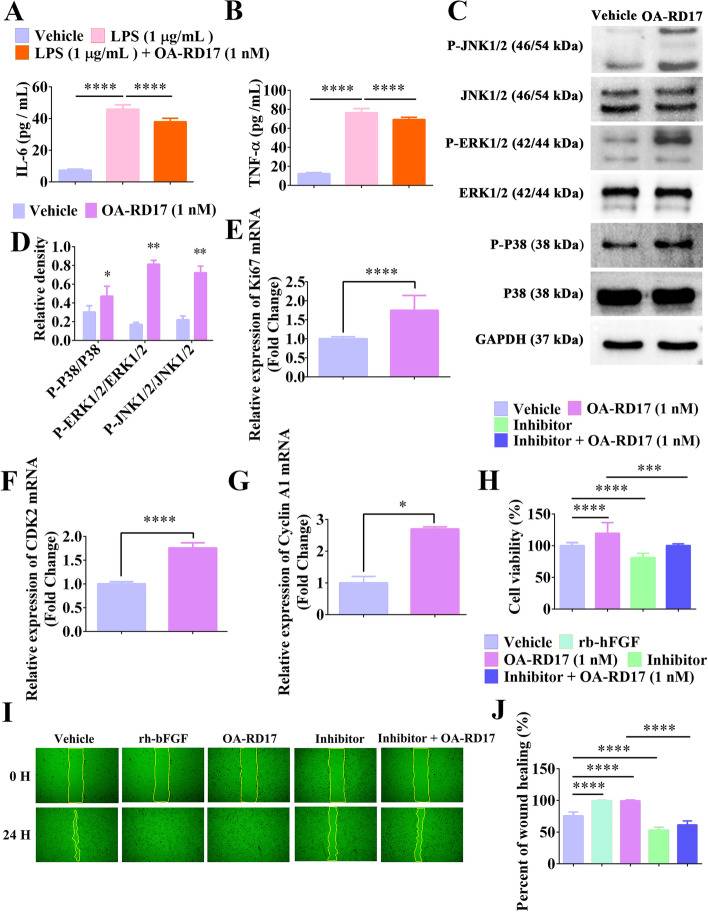 A
Vehicle LPS (1 μg/mL )
LPS (1 μg/mL ) + OA-RD17 (1 nM)
IL-6 (pg / mL)
60
40
20
0
**** ****
B
TNF-α (pg /mL)
100
80
60
40
20
0
**** ****
C
Vehicle OA-RD17
P-JNK1/2 (46/54 kDa)
JNK1/2 (46/54 kDa)
P-ERK1/2 (42/44 kDa)
ERK1/2 (42/44 kDa)
P-P38 (38 kDa)
P38 (38 kDa)
GAPDH (37 kDa)
Vehicle OA-RD17 (1 nM)
D
Relative density
1.0
0.8
0.6
0.4
0.2
0.0
* ** **
P-P38/P38
P-ERK1/2/ERK1/2
P-JNK1/2/JNK1/2
E
Relative expression of Ki67 mRNA
(Fold Change)
2.5
2.0
1.5
1.0
0.5
0.0
****
F
Relative expression of CDK2 mRNA
(Fold Change)
2.0
1.5
1.0
0.5
0.0
****
G
Relative expression of Cyclin A1 mRNA
(Fold Change)
3
2
1
0
*
Vehicle OA-RD17 (1 nM)
Inhibitor
Inhibitor + OA-RD17 (1 nM)
H
Cell viability (%)
150
100
50
0
***
****
****
Vehicle rb-hFGF
OA-RD17 (1 nM) Inhibitor
Inhibitor + OA-RD17 (1 nM)
I
Vehicle rh-bFGF OA-RD17 Inhibitor Inhibitor + OA-RD17
0 H
24 H
J
Percent of wound healing (%)
150
100
50
0
****
****
****
****